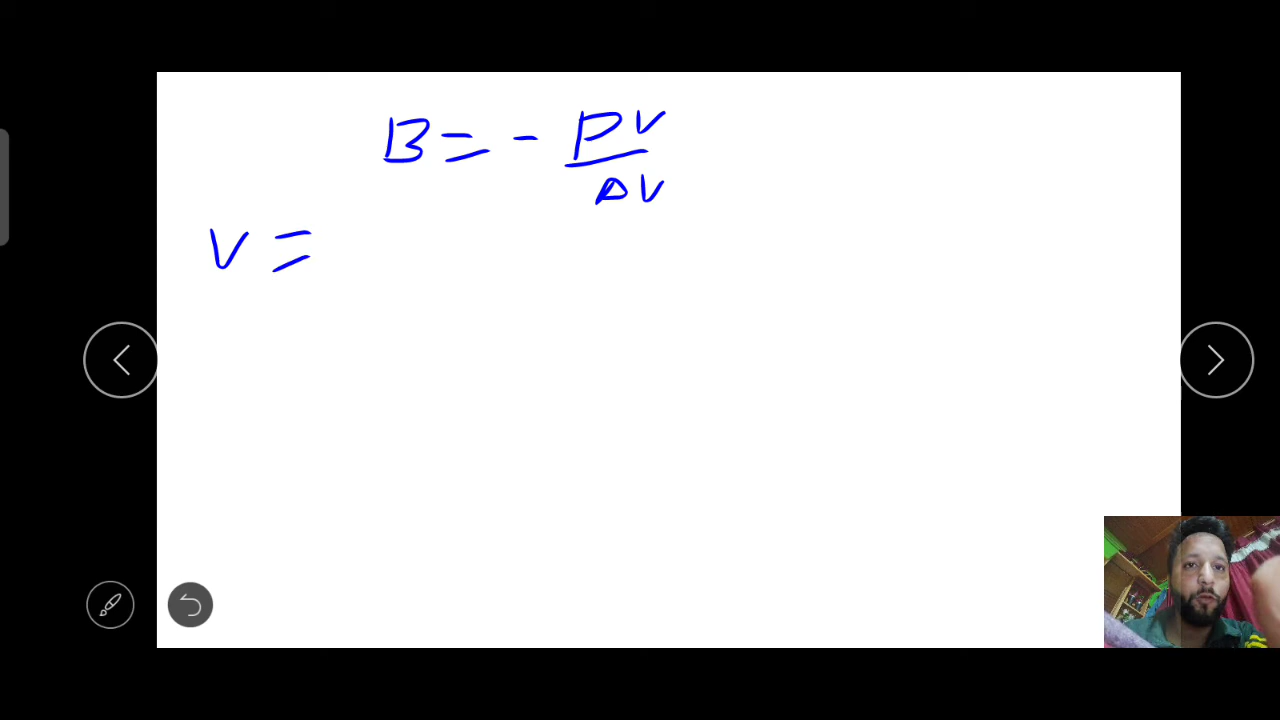 B = - PV / ΔV
V =